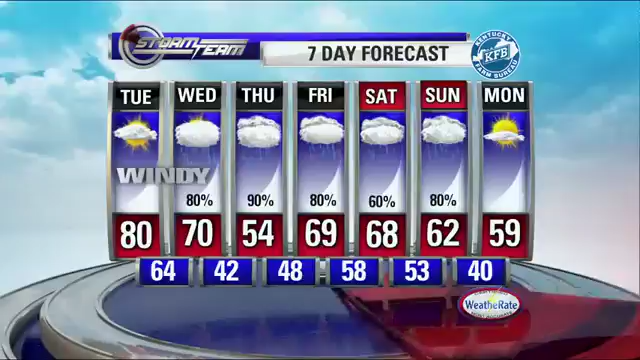 STORM TEAM
7 DAY FORECAST
KENTUCKY
KFB
FARM BUREAU
TUE WED THU FRI SAT SUN MON
WINDY
80% 90% 80% 60% 80%
80 70 54 69 68 62 59
64 42 48 58 53 40
WeatheRate